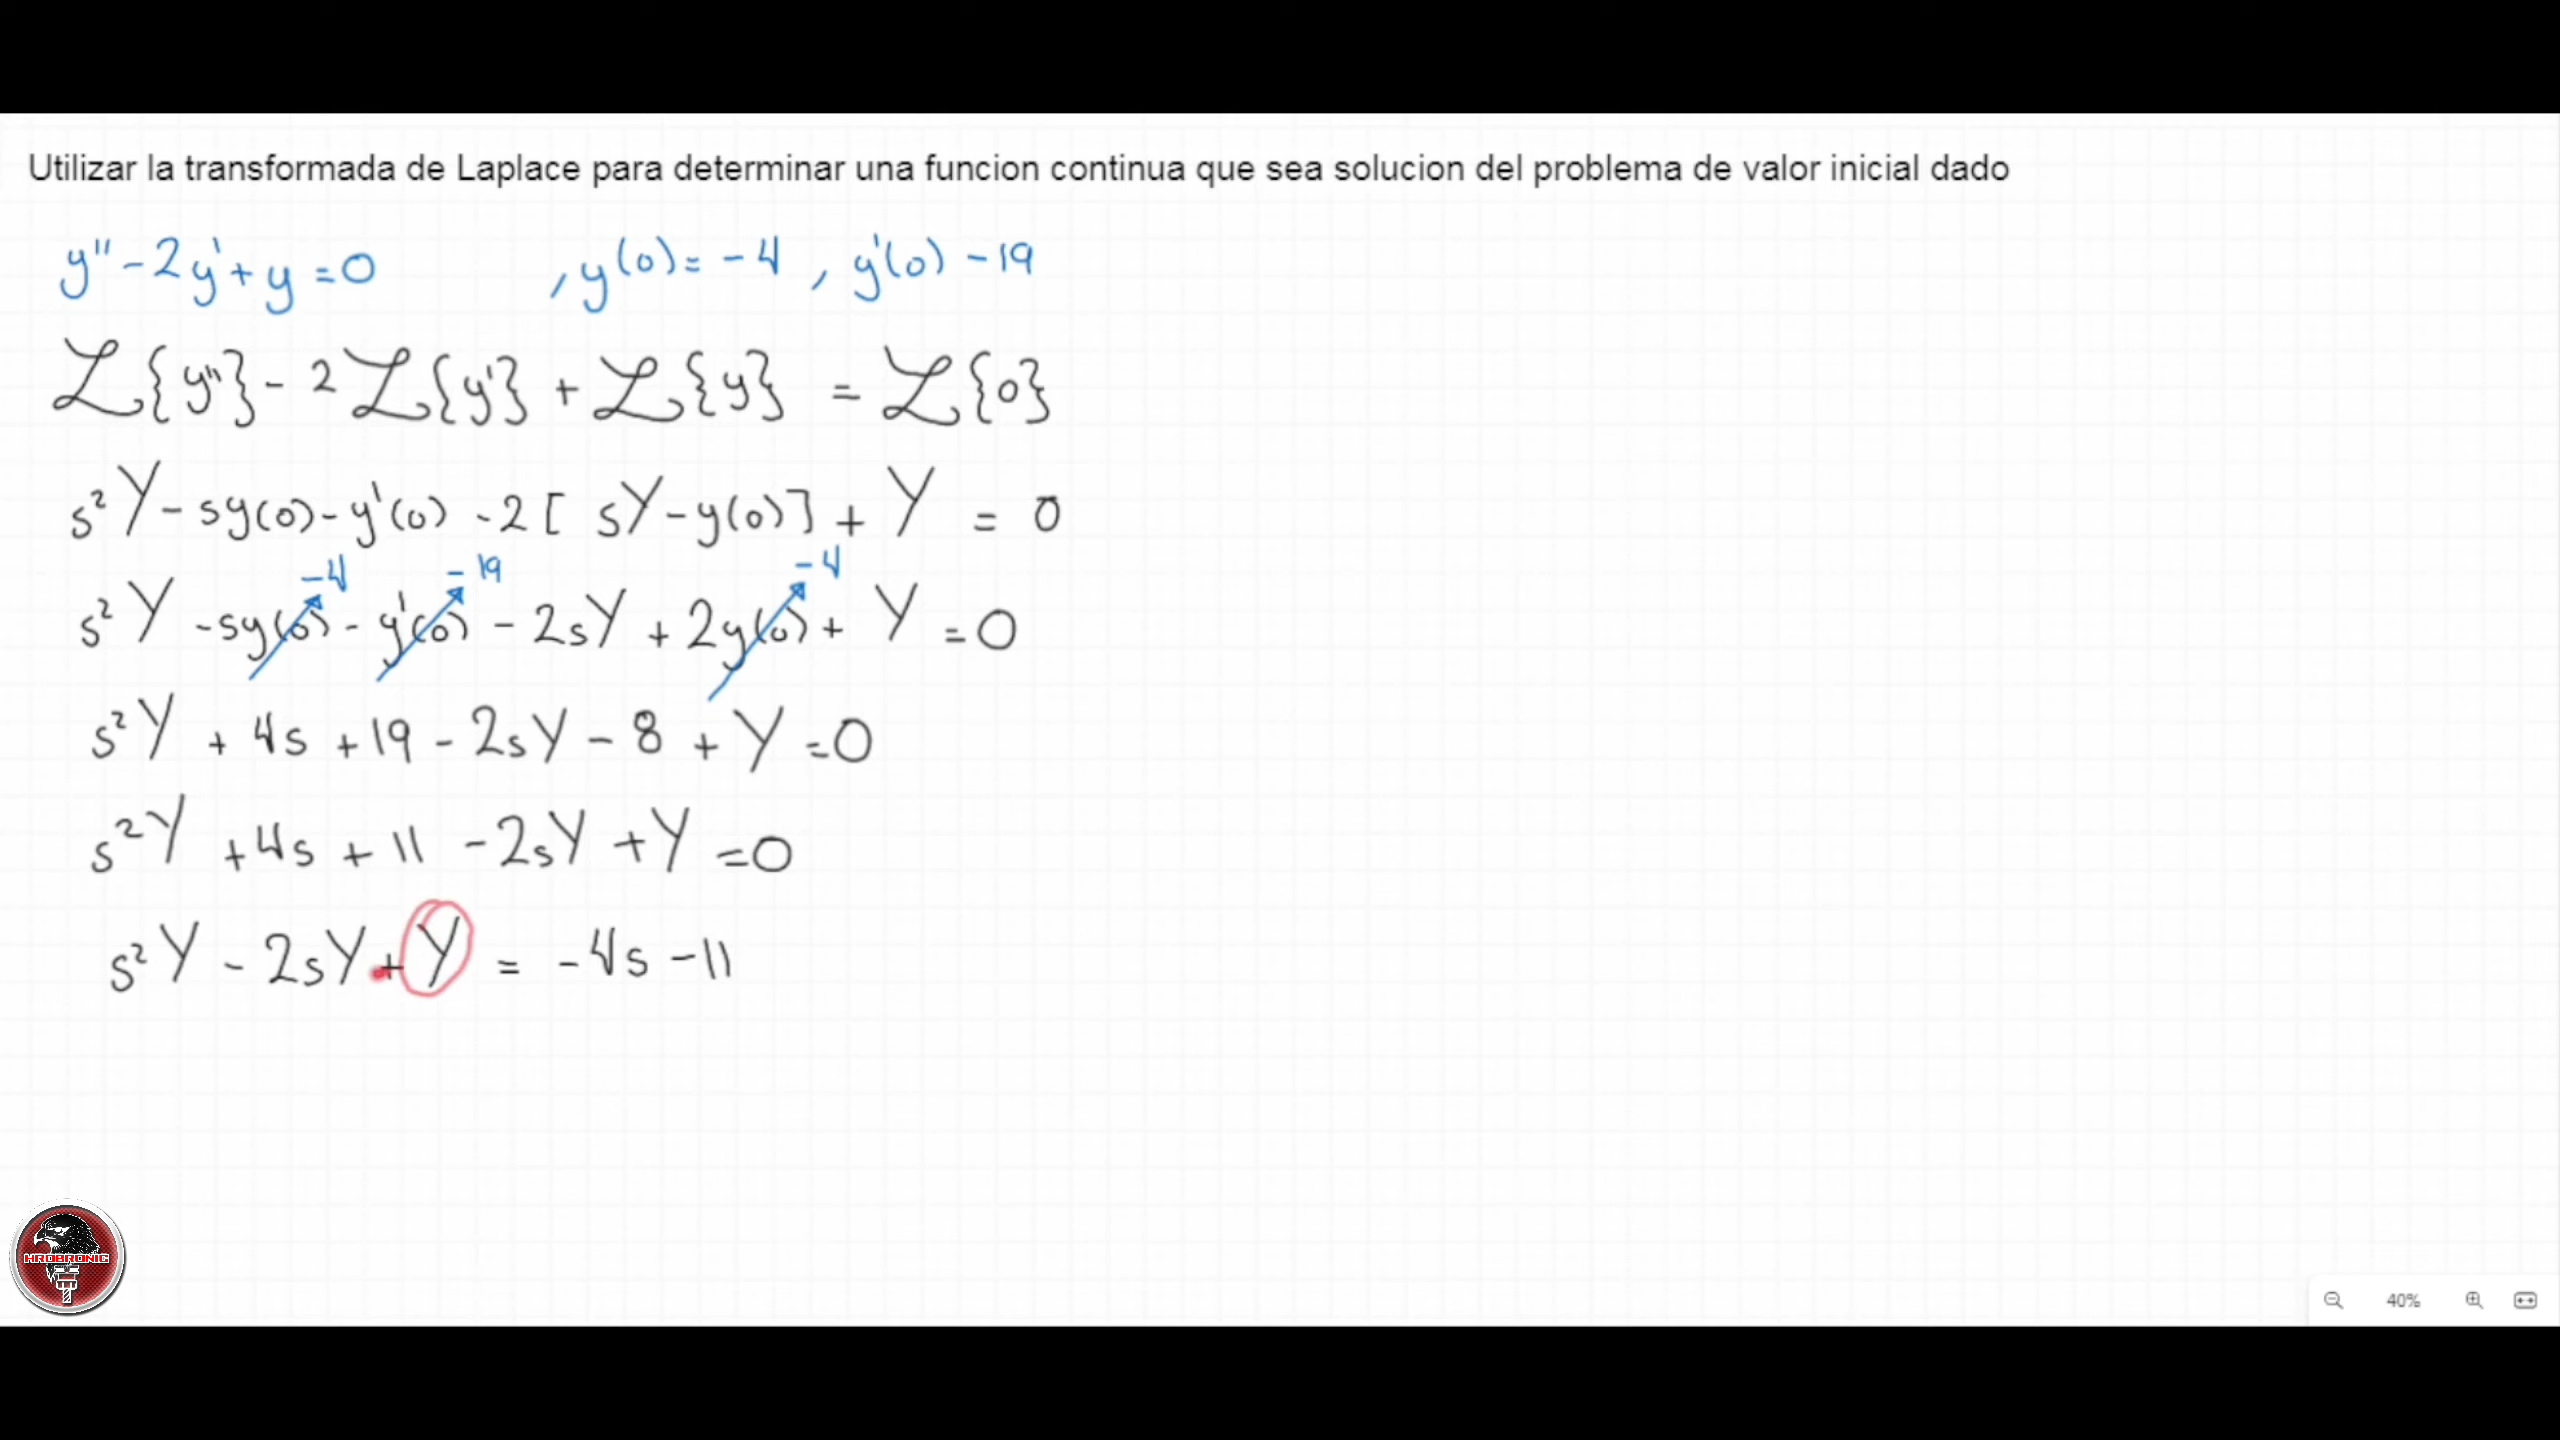 Utilizar la transformada de Laplace para determinar una funcion continua que sea solucion del problema de valor inicial dado
y'' - 2y' + y = 0 , y(0) = -4 , y'(0) - 19
ℒ{y''} - 2ℒ{y'} + ℒ{y} = ℒ{0}
s²Y - sy(0) - y'(0) - 2[ sY - y(0)] + Y = 0
-4 -19 -4
s²Y - sy(0) - y'(0) - 2sY + 2y(0) + Y = 0
s²Y + 4s + 19 - 2sY - 8 + Y = 0
s²Y + 4s + 11 - 2sY + Y = 0
s²Y - 2sY + Y = -4s - 11
HROBRONIC
40%